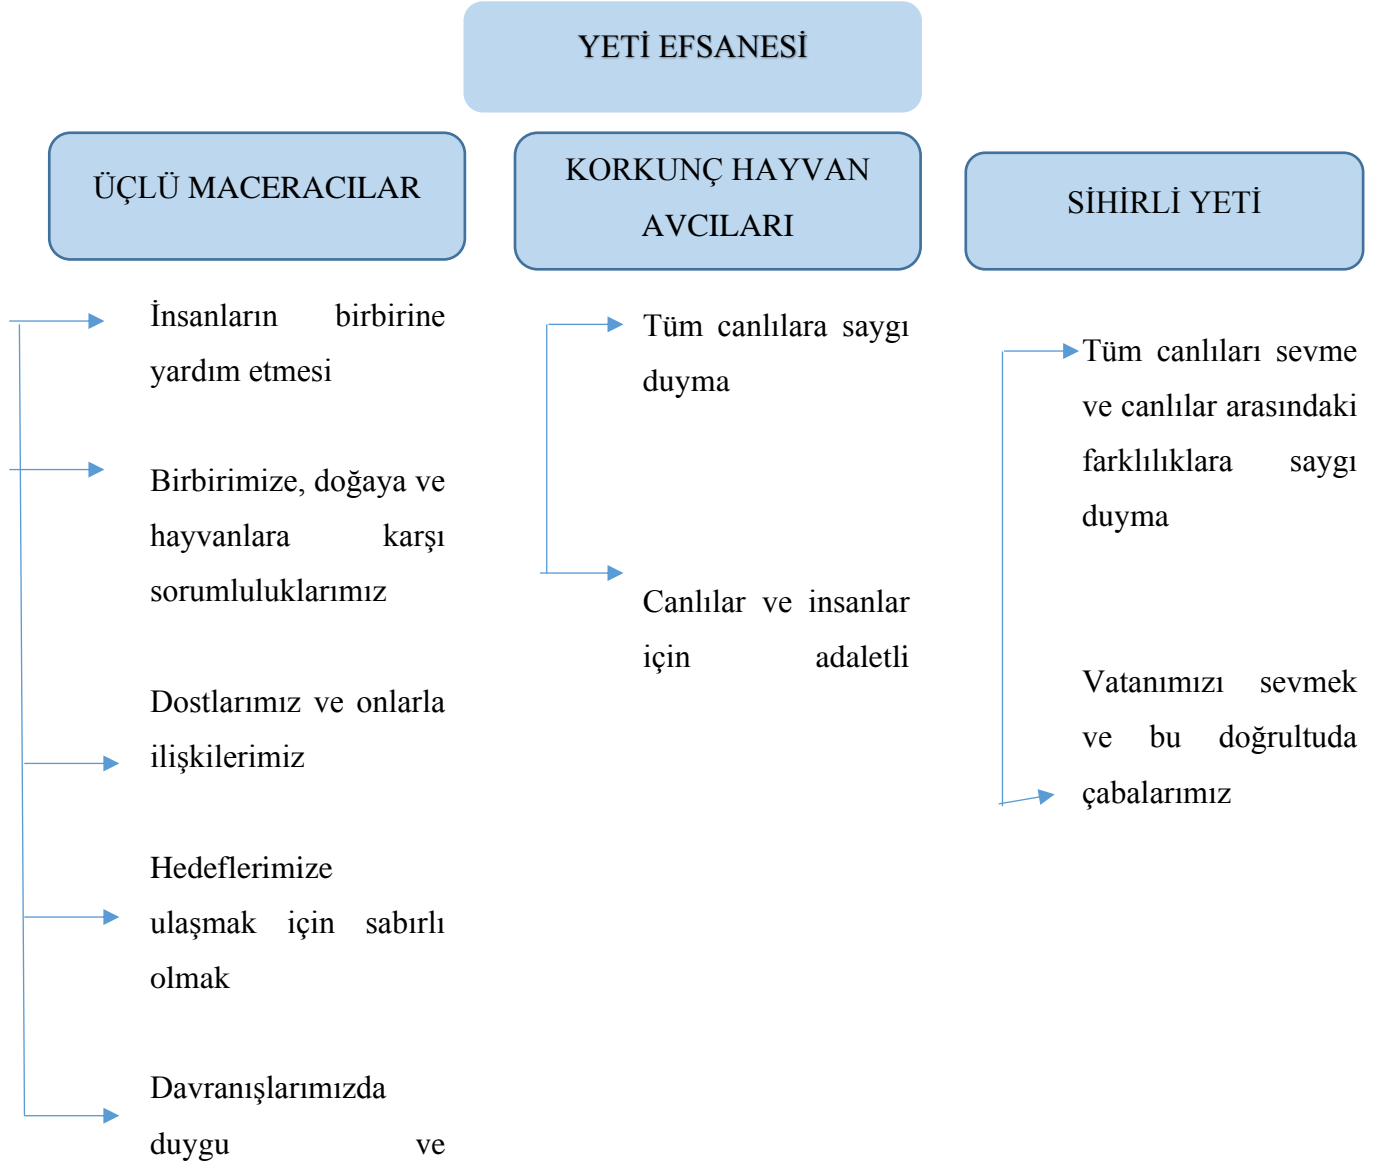 YETİ EFSANESİ
ÜÇLÜ MACERACILAR
İnsanların birbirine
yardım etmesi
Birbirimize, doğaya ve
hayvanlara karşı
sorumluluklarımız
Dostlarımız ve onlarla
ilişkilerimiz
Hedeflerimize
ulaşmak için sabırlı
olmak
Davranışlarımızda
duygu ve
KORKUNÇ HAYVAN
AVCILARI
Tüm canlılara saygı
duyma
Canlılar ve insanlar
için adaletli
SİHİRLİ YETİ
Tüm canlıları sevme
ve canlılar arasındaki
farklılıklara saygı
duyma
Vatanımızı sevmek
ve bu doğrultuda
çabalarımız